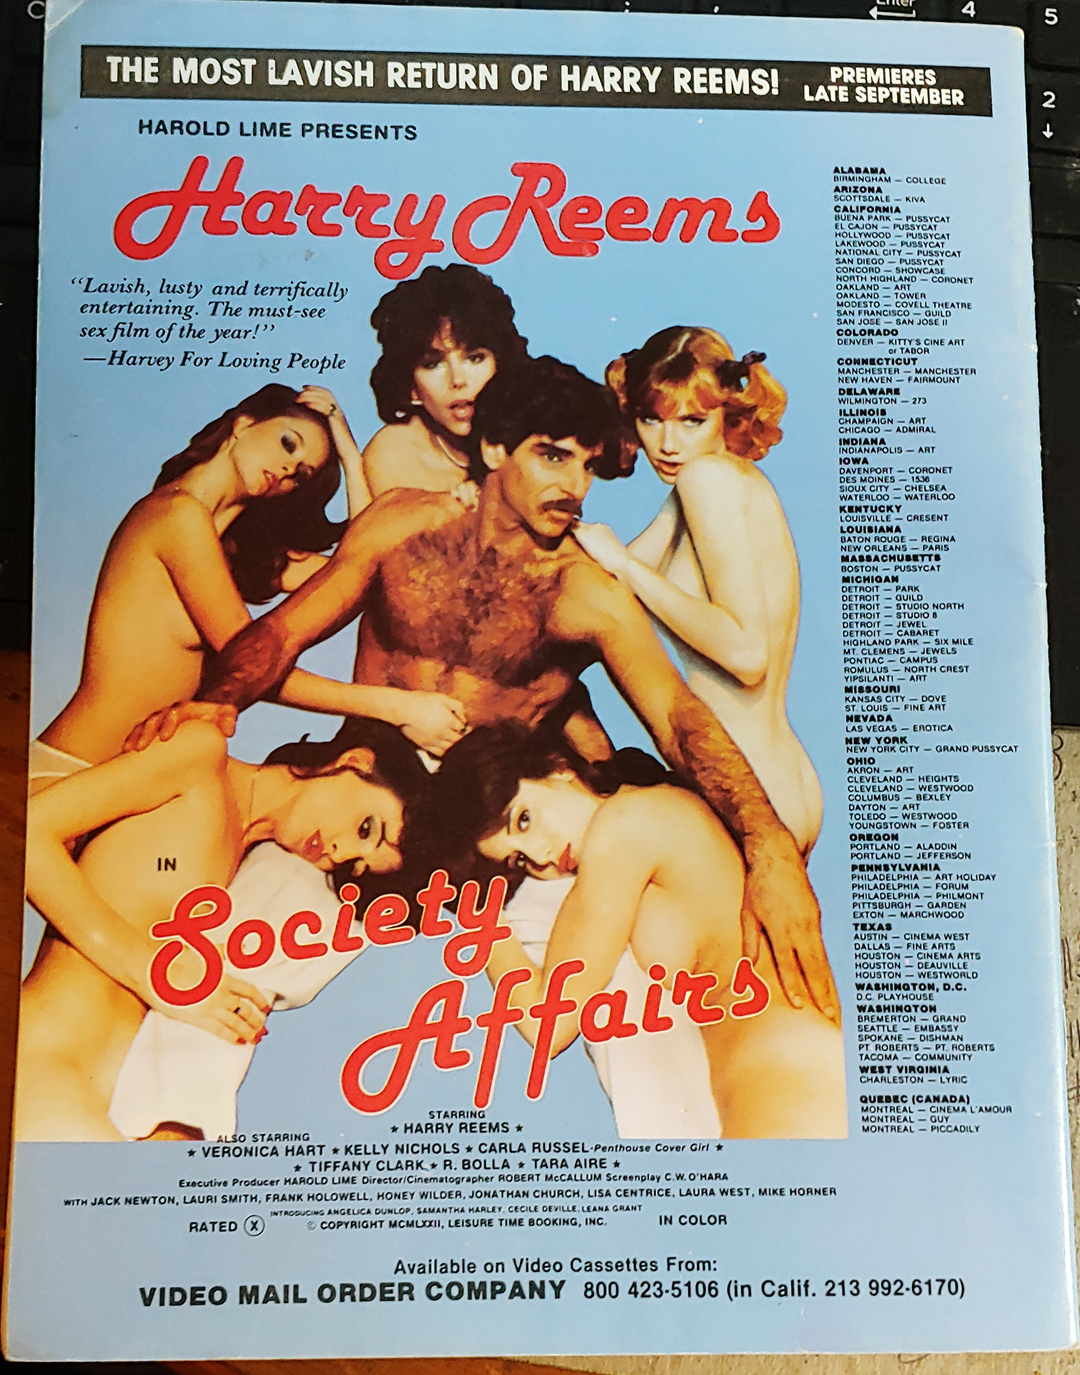 THE MOST LAVISH RETURN OF HARRY REEMS!
PREMIERES
LATE SEPTEMBER
HAROLD LIME PRESENTS
Harry Reems
"Lavish, lusty and terrifically
entertaining. The must-see
sex film of the year!"
—Harvey For Loving People
IN
Society
Affairs
ALABAMA
BIRMINGHAM — COLLEGE
ARIZONA
SCOTTSDALE — KIVA
CALIFORNIA
BUENA PARK — PUSSYCAT
EL CAJON — PUSSYCAT
HOLLYWOOD — PUSSYCAT
LAKEWOOD — PUSSYCAT
NATIONAL CITY — PUSSYCAT
SAN DIEGO — PUSSYCAT
CONCORD — SHOWCASE
NORTH HIGHLAND — CORONET
OAKLAND — ART
OAKLAND — TOWER
MODESTO — COVELL THEATRE
SAN FRANCISCO — GUILD
SAN JOSE — SAN JOSE II
COLORADO
DENVER — KITTY'S CINE ART
or TABOR
CONNECTICUT
MANCHESTER — MANCHESTER
NEW HAVEN — FAIRMOUNT
DELAWARE
WILMINGTON — 273
ILLINOIS
CHAMPAIGN — ART
CHICAGO — ADMIRAL
INDIANA
INDIANAPOLIS — ART
IOWA
DAVENPORT — CORONET
DES MOINES — 1536
SIOUX CITY — CHELSEA
WATERLOO — WATERLOO
KENTUCKY
LOUISVILLE — CRESENT
LOUISIANA
BATON ROUGE — REGINA
NEW ORLEANS — PARIS
MASSACHUSETTS
BOSTON — PUSSYCAT
MICHIGAN
DETROIT — PARK
DETROIT — GUILD
DETROIT — STUDIO NORTH
DETROIT — STUDIO 8
DETROIT — JEWEL
DETROIT — CABARET
HIGHLAND PARK — SIX MILE
MT. CLEMENS — JEWELS
PONTIAC — CAMPUS
ROMULUS — NORTH CREST
YIPSILANTI — ART
MISSOURI
KANSAS CITY — DOVE
ST. LOUIS — FINE ART
NEVADA
LAS VEGAS — EROTICA
NEW YORK
NEW YORK CITY — GRAND PUSSYCAT
OHIO
AKRON — ART
CLEVELAND — HEIGHTS
CLEVELAND — WESTWOOD
COLUMBUS — BEXLEY
DAYTON — ART
TOLEDO — WESTWOOD
YOUNGSTOWN — FOSTER
OREGON
PORTLAND — ALADDIN
PORTLAND — JEFFERSON
PENNSYLVANIA
PHILADELPHIA — ART HOLIDAY
PHILADELPHIA — FORUM
PHILADELPHIA — PHILMONT
PITTSBURGH — GARDEN
EXTON — MARCHWOOD
TEXAS
AUSTIN — CINEMA WEST
DALLAS — FINE ARTS
HOUSTON — CINEMA ARTS
HOUSTON — DEAUVILLE
HOUSTON — WESTWORLD
WASHINGTON, D.C.
D.C. PLAYHOUSE
WASHINGTON
BREMERTON — GRAND
SEATTLE — EMBASSY
SPOKANE — DISHMAN
PT. ROBERTS — PT. ROBERTS
TACOMA — COMMUNITY
WEST VIRGINIA
CHARLESTON — LYRIC
QUEBEC (CANADA)
MONTREAL — CINEMA L'AMOUR
MONTREAL — GUY
MONTREAL — PICCADILY
STARRING
★ HARRY REEMS ★
ALSO STARRING
★ VERONICA HART ★ KELLY NICHOLS ★ CARLA RUSSEL-Penthouse Cover Girl ★
★ TIFFANY CLARK ★ R. BOLLA ★ TARA AIRE ★
Executive Producer HAROLD LIME Director/Cinematographer ROBERT McCALLUM Screenplay C.W. O'HARA
WITH JACK NEWTON, LAURI SMITH, FRANK HOLOWELL, HONEY WILDER, JONATHAN CHURCH, LISA CENTRICE, LAURA WEST, MIKE HORNER
INTRODUCING ANGELICA DUNLOP, SAMANTHA HARLEY, CECILE DEVILLE, LEANA GRANT
RATED X © COPYRIGHT MCMLXXII, LEISURE TIME BOOKING, INC. IN COLOR
Available on Video Cassettes From:
VIDEO MAIL ORDER COMPANY 800 423-5106 (in Calif. 213 992-6170)
Enter
4
5
2